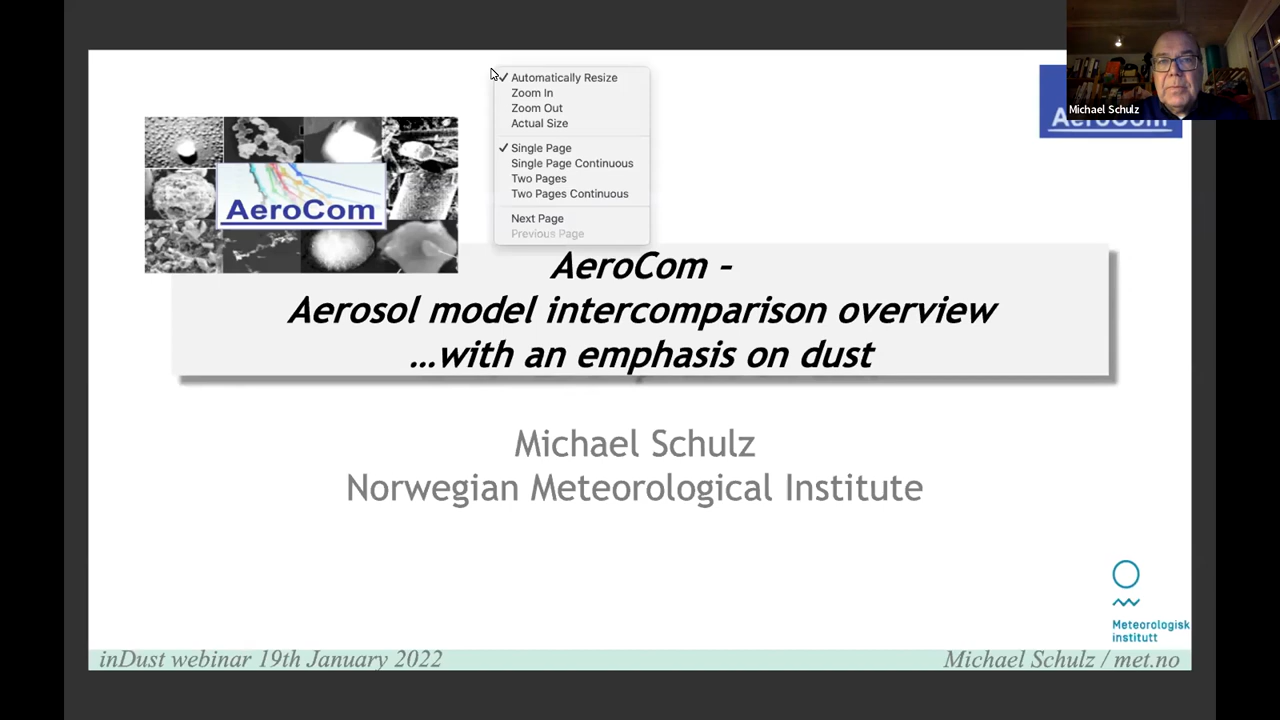 Automatically Resize
Zoom In
Zoom Out
Actual Size
Single Page
Single Page Continuous
Two Pages
Two Pages Continuous
Next Page
Previous Page
Michael Schulz
AeroCom
AeroCom
AeroCom -
Aerosol model intercomparison overview
...with an emphasis on dust
Michael Schulz
Norwegian Meteorological Institute
Meteorologisk
institutt
inDust webinar 19th January 2022
Michael Schulz / met.no